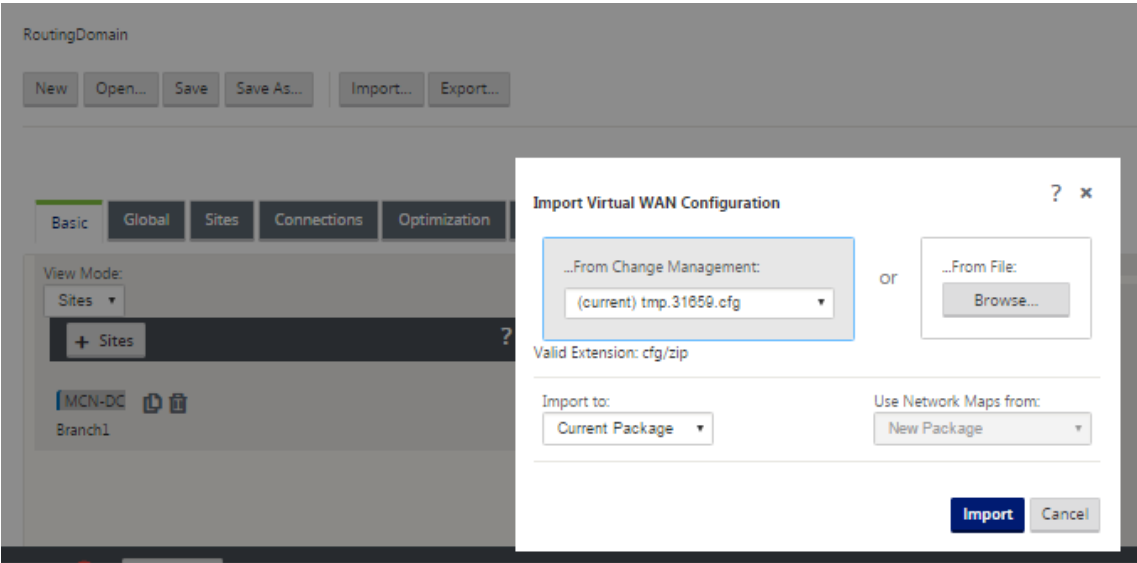 RoutingDomain
New Open... Save Save As... Import... Export...
Basic Global Sites Connections Optimization
View Mode:
Sites
+ Sites ?
MCN-DC
Branch1
Import Virtual WAN Configuration ? ×
...From Change Management:
(current) tmp.31659.cfg
or
...From File:
Browse...
Valid Extension: cfg/zip
Import to:
Current Package
Use Network Maps from:
New Package
Import Cancel